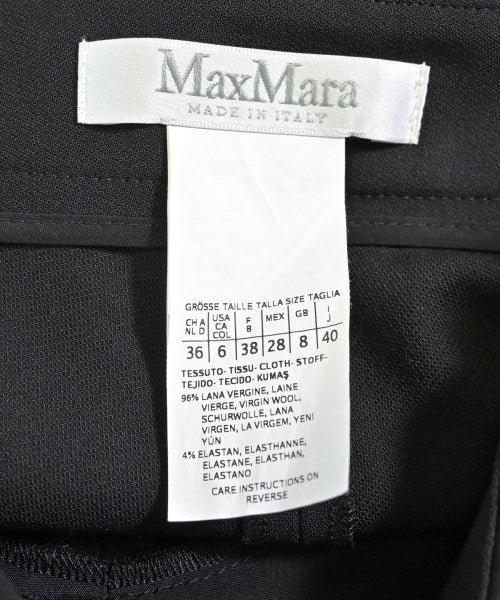 MaxMara
MADE IN ITALY
GRÖSSE TAILLE TALLA SIZE TAGLIA
CH A NL D USA CA COL F B MEX GB I J
36 6 38 28 8 40
TESSUTO- TISSU- CLOTH- STOFF-
TEJIDO- TECIDO- KUMAŞ
96% LANA VERGINE, LAINE
VIERGE, VIRGIN WOOL,
SCHURWOLLE, LANA
VIRGEN, LA VIRGEM, YENI
YÜN
4% ELASTAN, ELASTHANNE,
ELASTANE, ELASTHAN,
ELASTANO
CARE INSTRUCTIONS ON
REVERSE